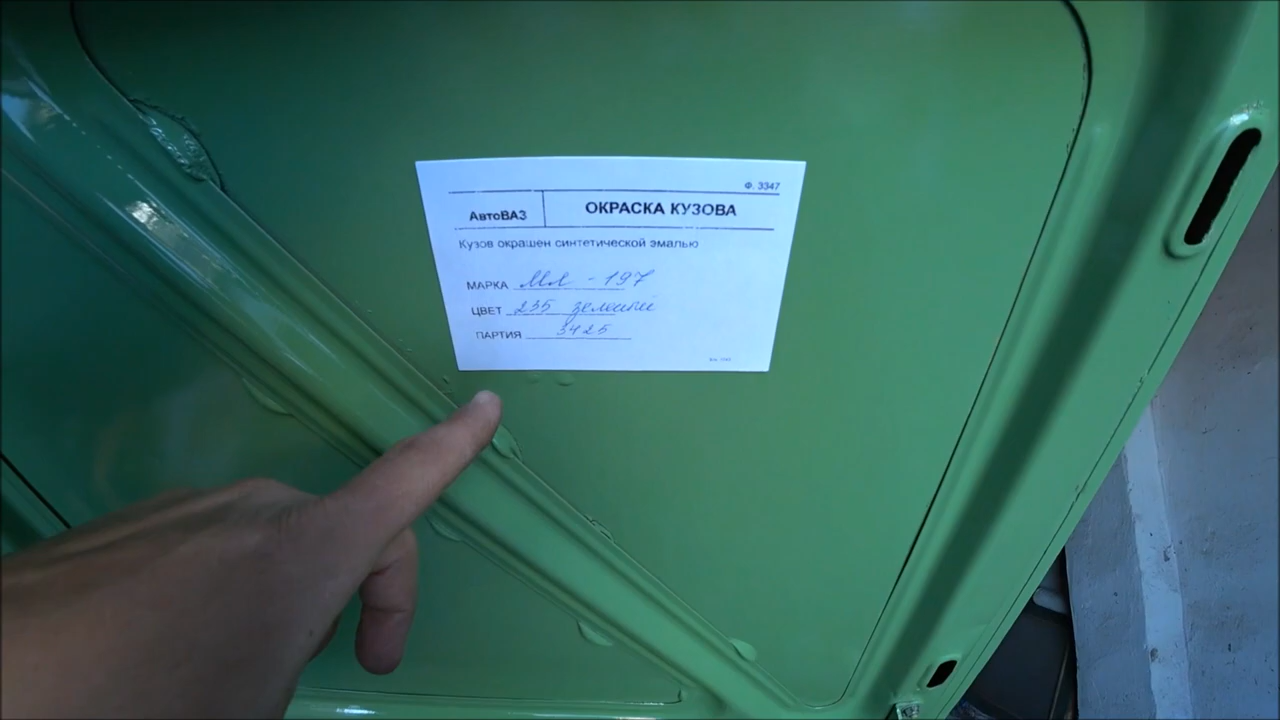 Ф. 3347
АвтоВАЗ ОКРАСКА КУЗОВА
Кузов окрашен синтетической эмалью
МАРКА МЛ - 197
ЦВЕТ 235 зеленый
ПАРТИЯ 3425